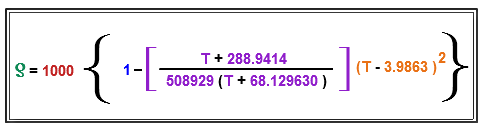 ϱ = 1000 { 1 – [ T + 288.9414 / 508929 (T + 68.129630 ) ] (T - 3.9863 )² }